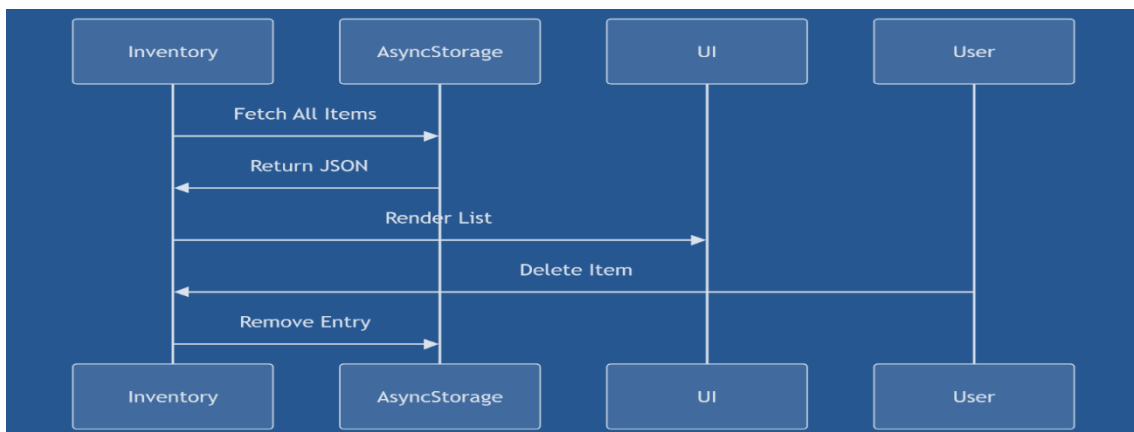 Inventory
AsyncStorage
UI
User
Fetch All Items
Return JSON
Render List
Delete Item
Remove Entry
Inventory
AsyncStorage
UI
User